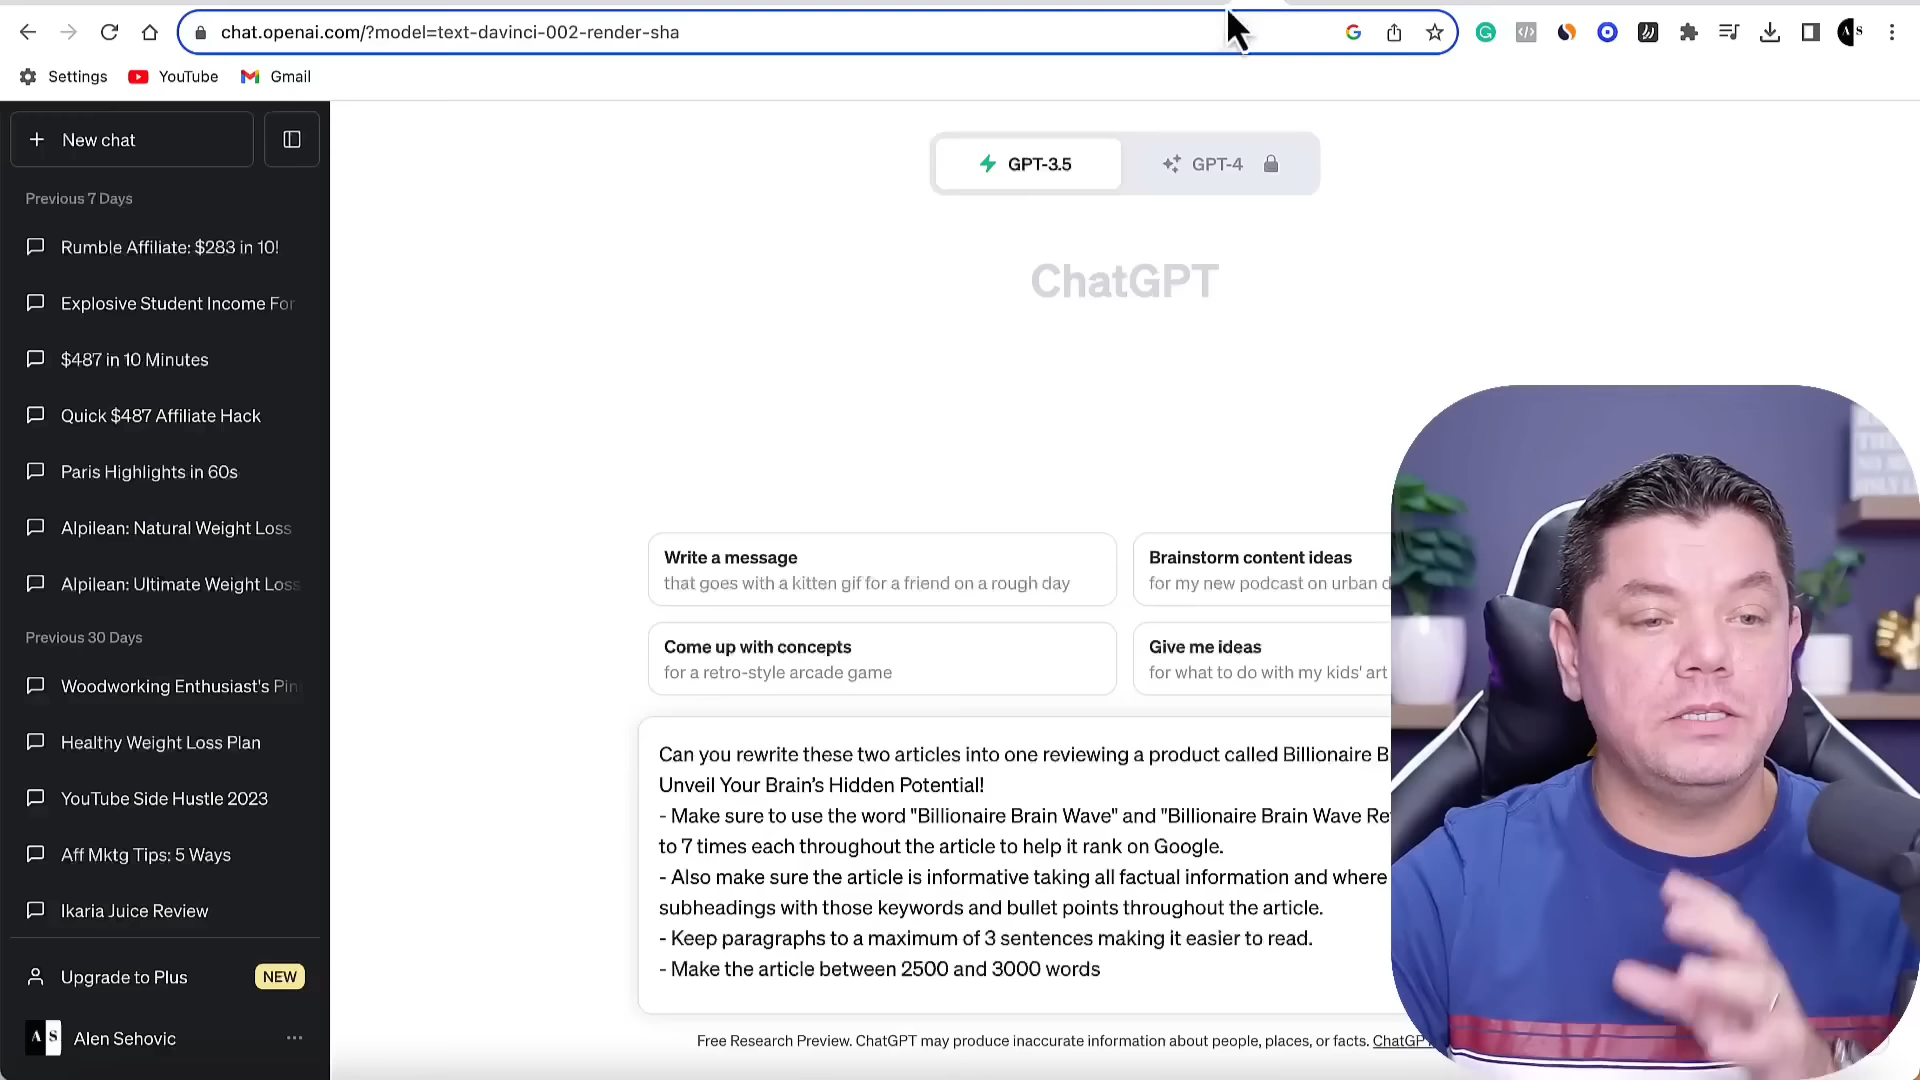 chat.openai.com/?model=text-davinci-002-render-sha
Settings YouTube Gmail
New chat
Previous 7 Days
Rumble Affiliate: $283 in 10!
Explosive Student Income For
$487 in 10 Minutes
Quick $487 Affiliate Hack
Paris Highlights in 60s
Alpilean: Natural Weight Loss
Alpilean: Ultimate Weight Loss
Previous 30 Days
Woodworking Enthusiast's Pin
Healthy Weight Loss Plan
YouTube Side Hustle 2023
Aff Mktg Tips: 5 Ways
Ikaria Juice Review
Upgrade to Plus NEW
A S Alen Sehovic
GPT-3.5 GPT-4
ChatGPT
Write a message
that goes with a kitten gif for a friend on a rough day
Brainstorm content ideas
for my new podcast on urban d
Come up with concepts
for a retro-style arcade game
Give me ideas
for what to do with my kids' art
Can you rewrite these two articles into one reviewing a product called Billionaire B
Unveil Your Brain's Hidden Potential!
- Make sure to use the word "Billionaire Brain Wave" and "Billionaire Brain Wave Re
to 7 times each throughout the article to help it rank on Google.
- Also make sure the article is informative taking all factual information and where
subheadings with those keywords and bullet points throughout the article.
- Keep paragraphs to a maximum of 3 sentences making it easier to read.
- Make the article between 2500 and 3000 words
Free Research Preview. ChatGPT may produce inaccurate information about people, places, or facts. ChatGP